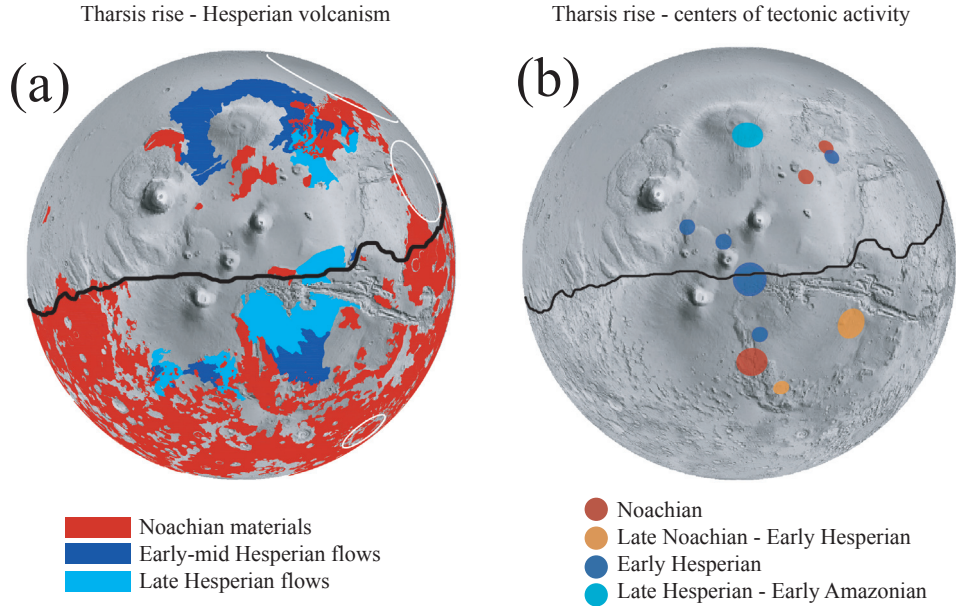 Tharsis rise - Hesperian volcanism
Tharsis rise - centers of tectonic activity
(a)
(b)
Noachian materials
Early-mid Hesperian flows
Late Hesperian flows
Noachian
Late Noachian - Early Hesperian
Early Hesperian
Late Hesperian - Early Amazonian